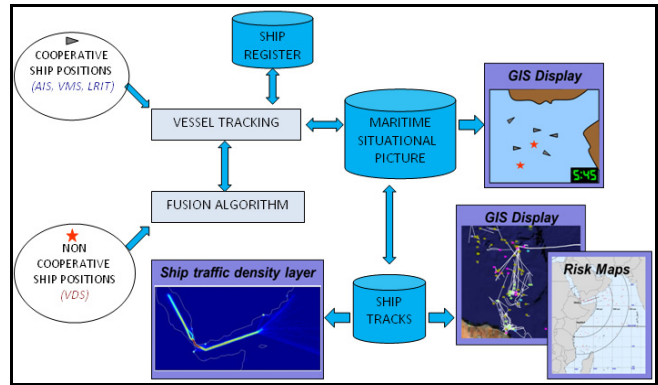 COOPERATIVE
SHIP POSITIONS
(AIS, VMS, LRIT)
SHIP
REGISTER
VESSEL TRACKING
MARITIME
SITUATIONAL
PICTURE
GIS Display
5:45
FUSION ALGORITHM
NON
COOPERATIVE
SHIP POSITIONS
(VDS)
Ship traffic density layer
SHIP
TRACKS
GIS Display
Risk Maps